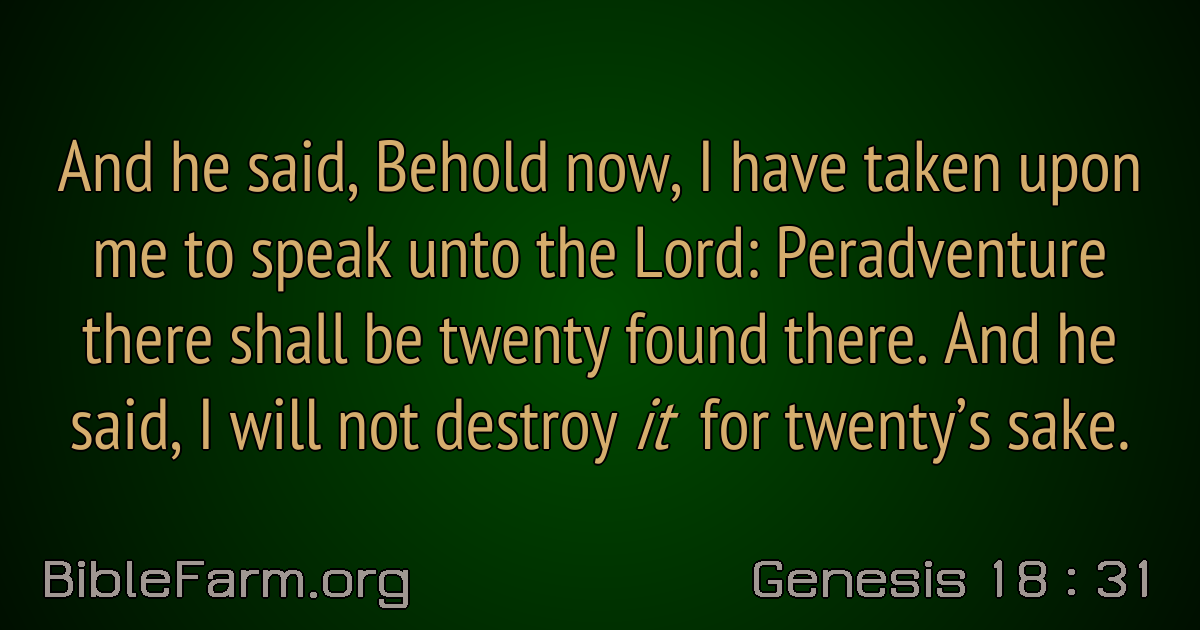 And he said, Behold now, I have taken upon
me to speak unto the Lord: Peradventure
there shall be twenty found there. And he
said, I will not destroy it for twenty’s sake.
BibleFarm.org
Genesis 18 : 31